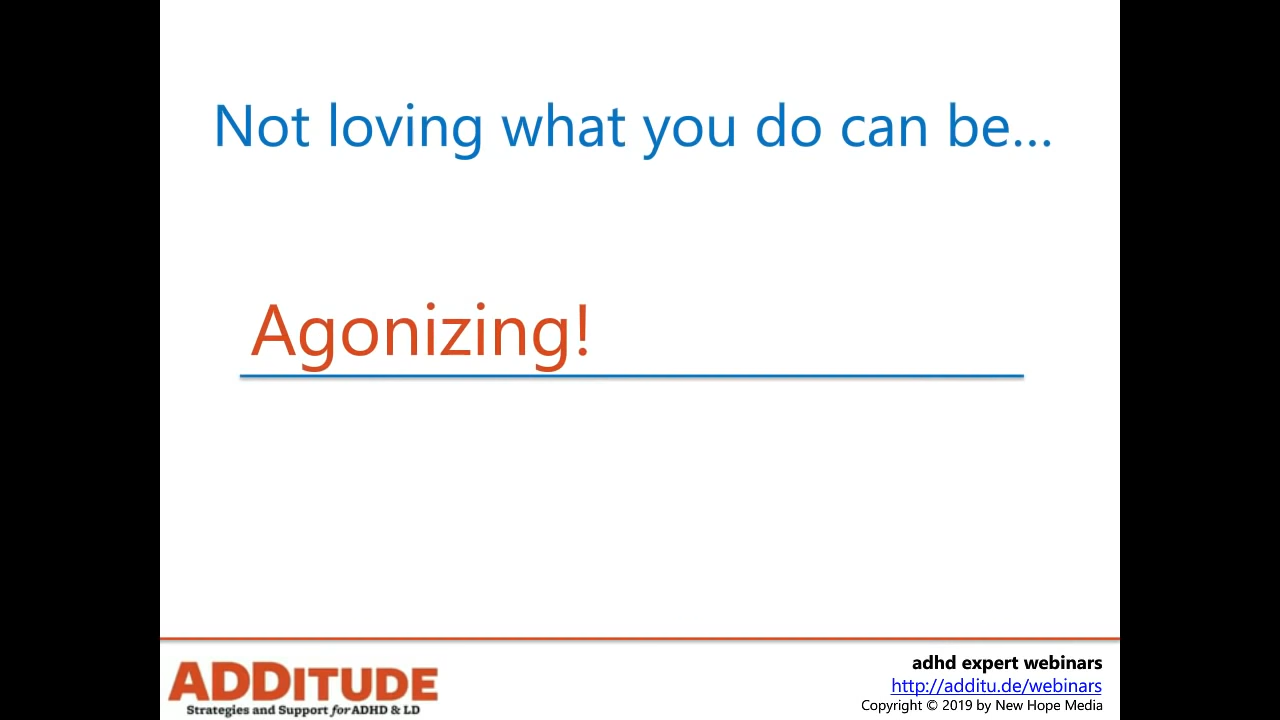 Not loving what you do can be...
Agonizing!
ADDITUDE
Strategies and Support for ADHD & LD
adhd expert webinars
http://additu.de/webinars
Copyright © 2019 by New Hope Media